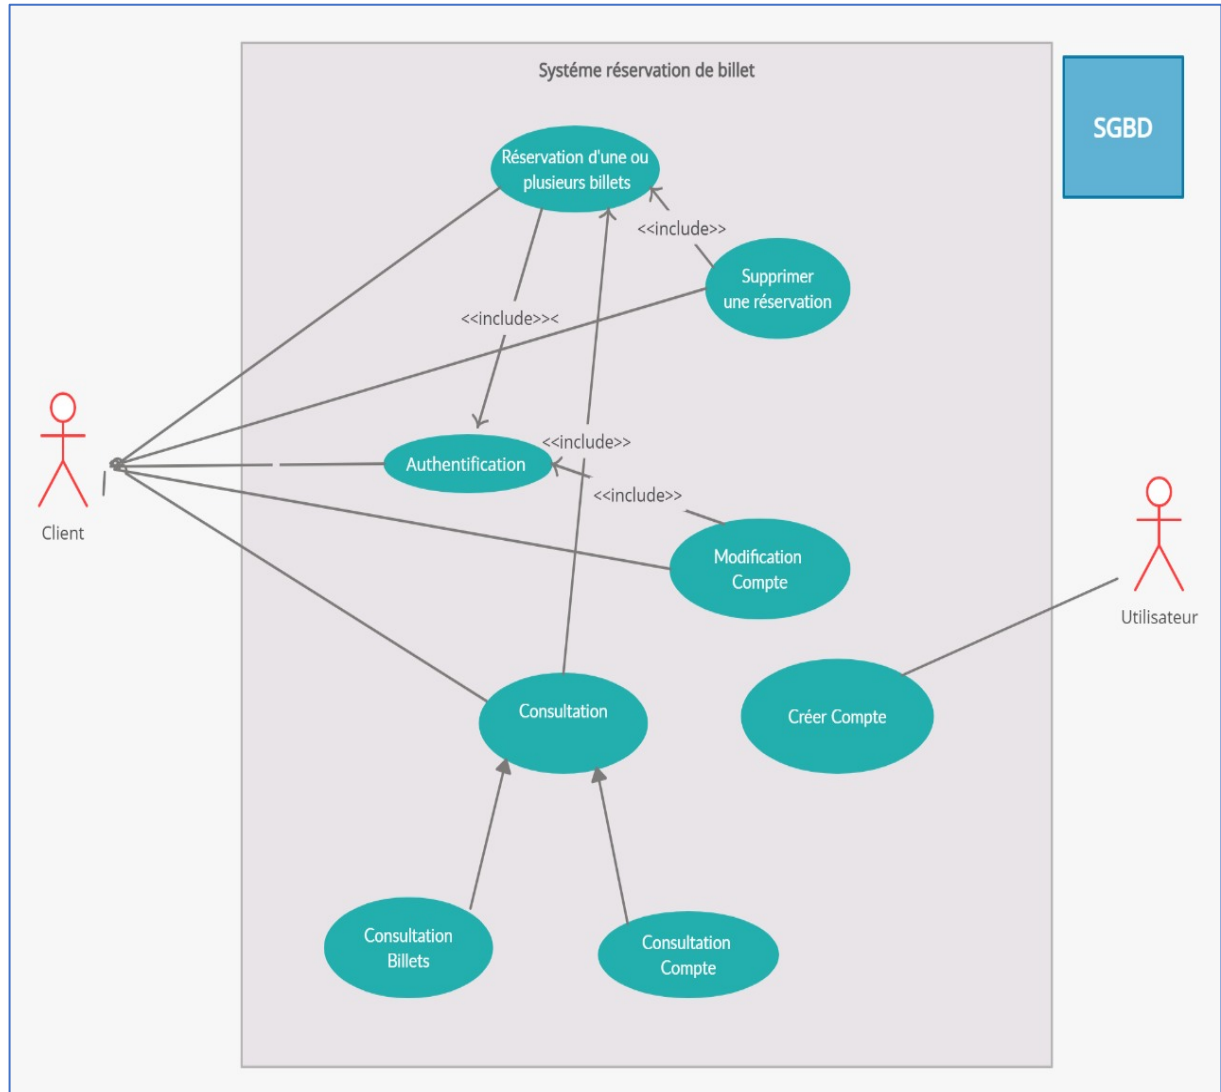 Systéme réservation de billet
SGBD
Réservation d'une ou
plusieurs billets
<<include>>
Supprimer
une réservation
<<include>><
<<include>>
Authentification
<<include>>
Client
Modification
Compte
Utilisateur
Consultation
Créer Compte
Consultation
Billets
Consultation
Compte